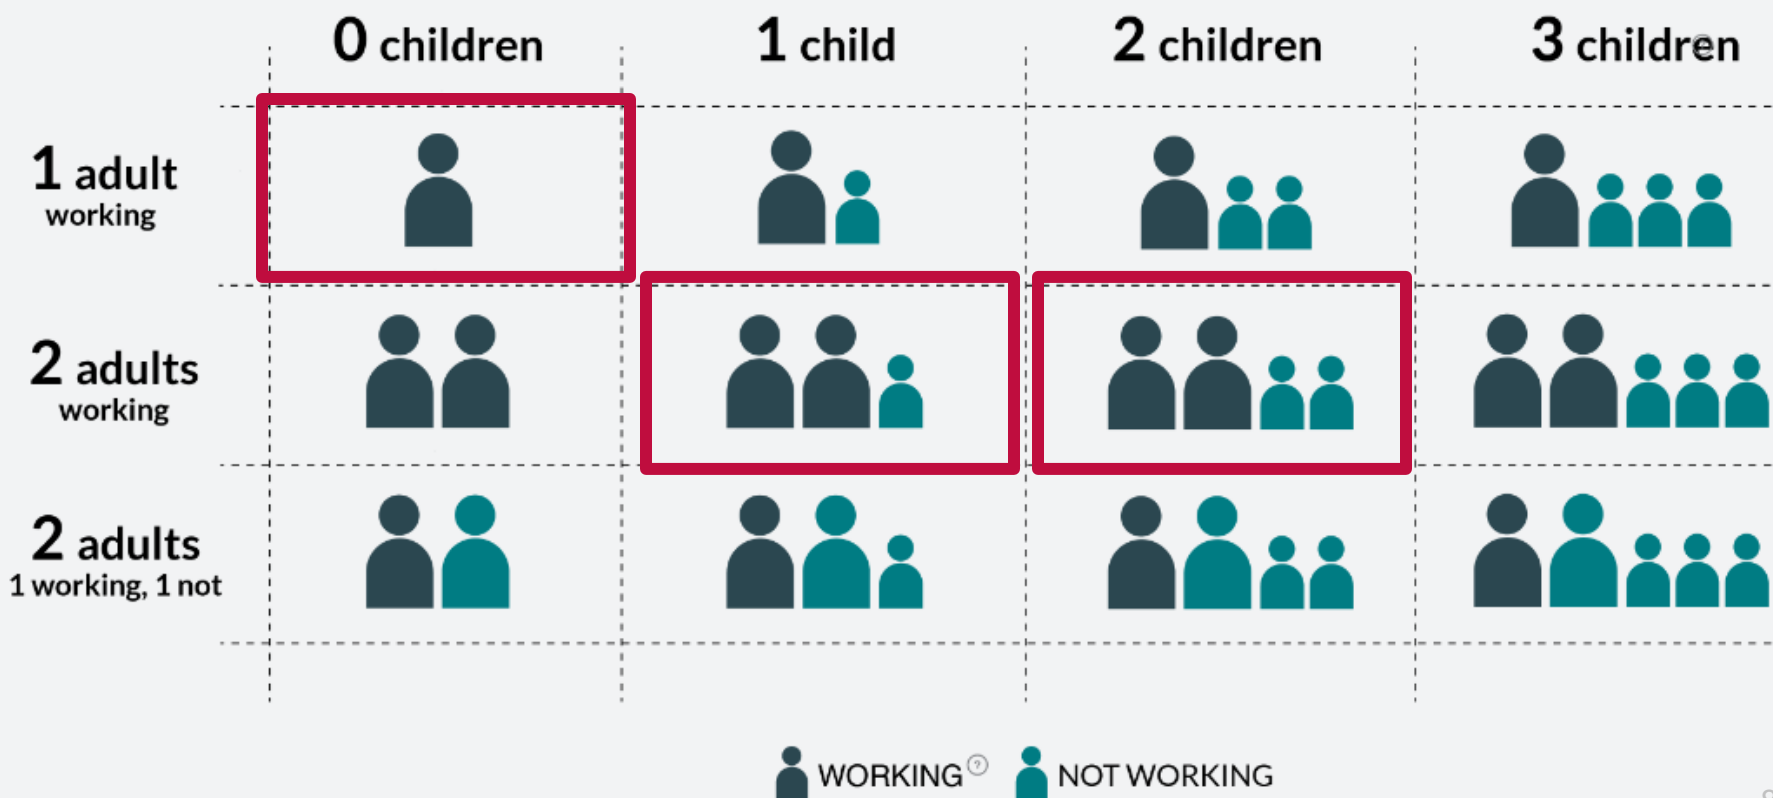 0 children 1 child 2 children 3 children
1 adult
working
2 adults
working
2 adults
1 working, 1 not
WORKING ? NOT WORKING